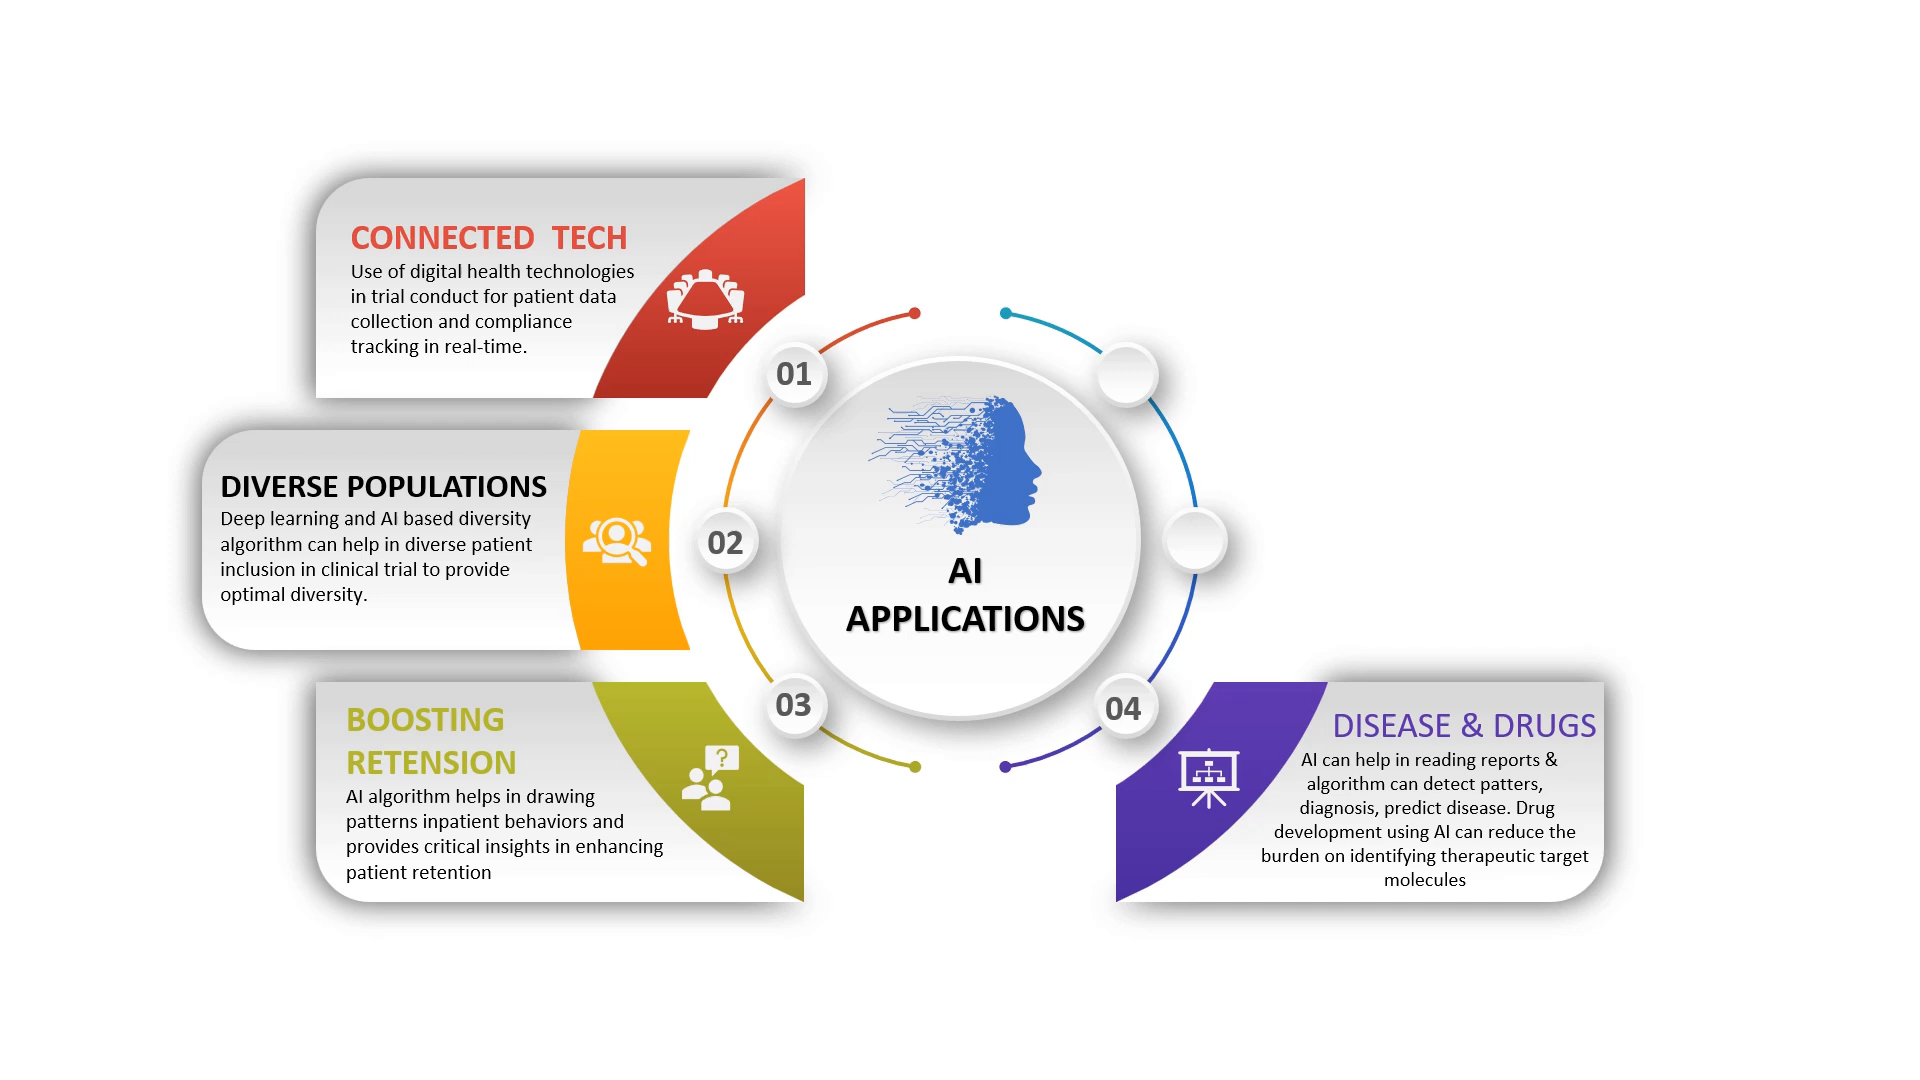 CONNECTED TECH
Use of digital health technologies
in trial conduct for patient data
collection and compliance
tracking in real-time.
01
DIVERSE POPULATIONS
Deep learning and AI based diversity
algorithm can help in diverse patient
inclusion in clinical trial to provide
optimal diversity.
02
BOOSTING
RETENSION
AI algorithm helps in drawing
patterns inpatient behaviors and
provides critical insights in enhancing
patient retention
?
03
AI
APPLICATIONS
04
DISEASE & DRUGS
AI can help in reading reports &
algorithm can detect patters,
diagnosis, predict disease. Drug
development using AI can reduce the
burden on identifying therapeutic target
molecules